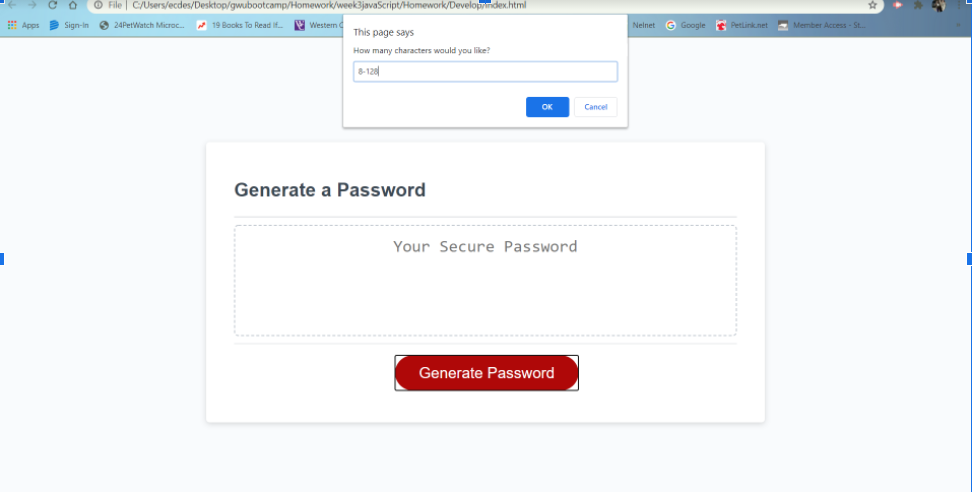 File | C:/Users/ecdes/Desktop/gwubootcamp/Homework/week3javaScript/Homework/Develop/index.html
Apps Sign-In 24PetWatch Microc... 19 Books To Read If... Western Nelnet Google PetLink.net Member Access - St...
This page says
How many characters would you like?
8-128
OK Cancel
Generate a Password
Your Secure Password
Generate Password